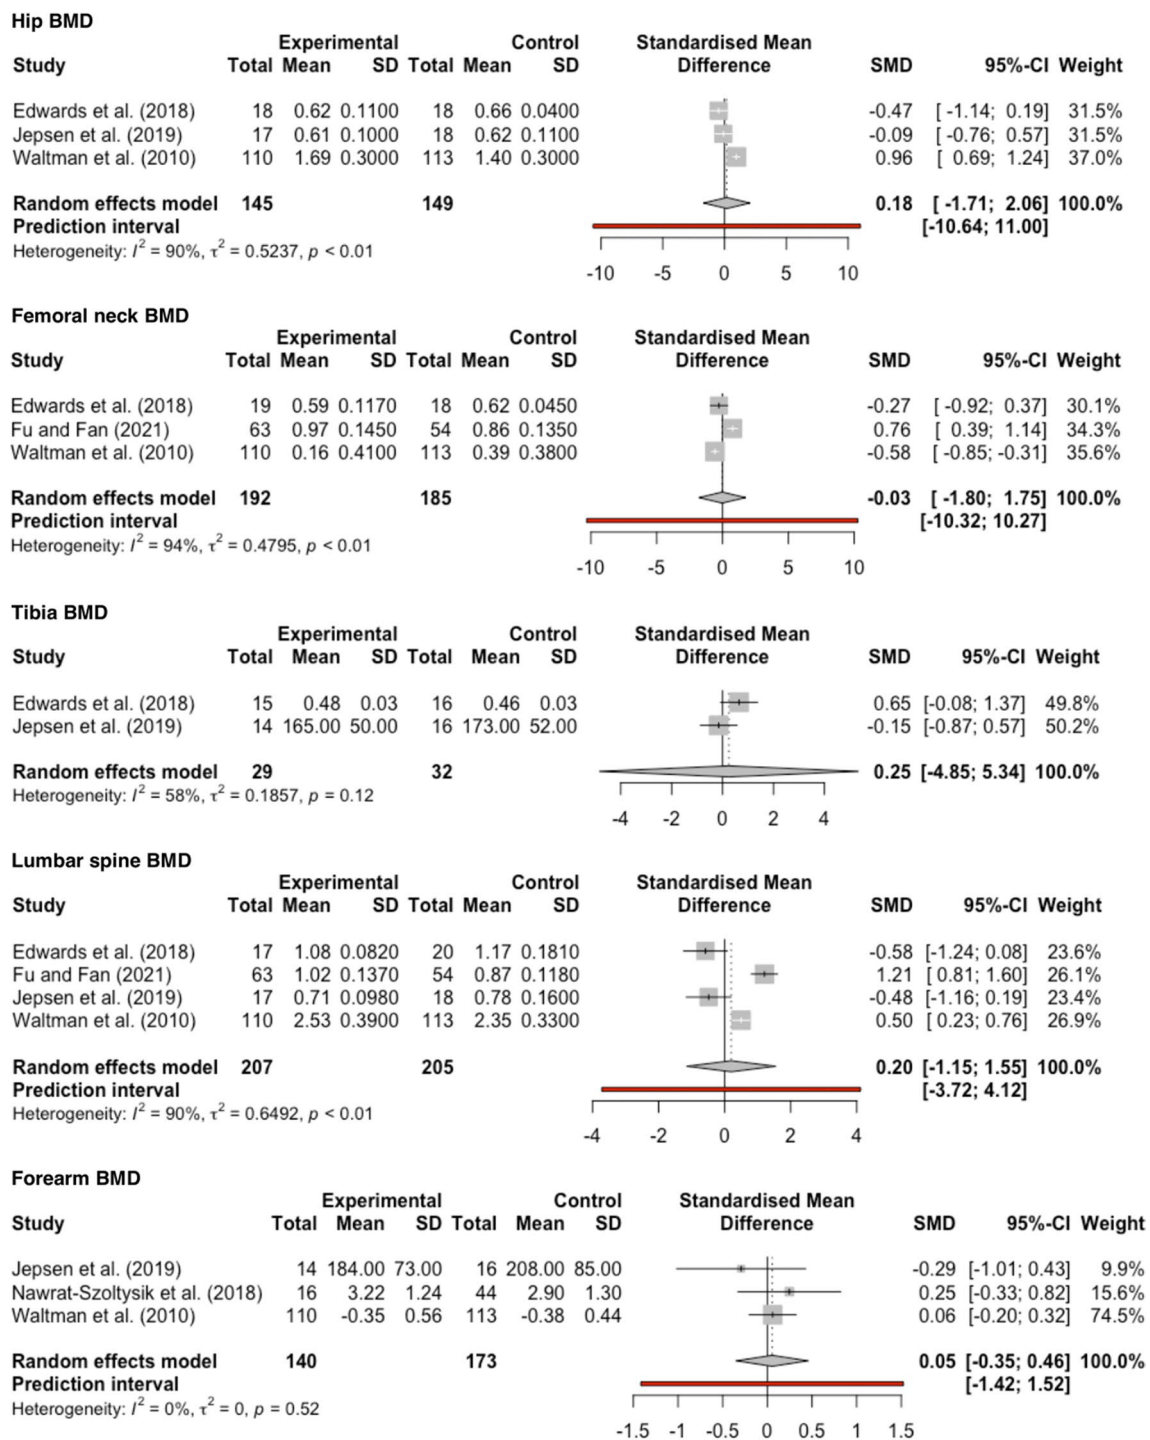 Hip BMD
Experimental Control Standardised Mean
Study Total Mean SD Total Mean SD Difference SMD 95%-CI Weight
Edwards et al. (2018) 18 0.62 0.1100 18 0.66 0.0400 -0.47 [ -1.14; 0.19] 31.5%
Jepsen et al. (2019) 17 0.61 0.1000 18 0.62 0.1100 -0.09 [ -0.76; 0.57] 31.5%
Waltman et al. (2010) 110 1.69 0.3000 113 1.40 0.3000 0.96 [ 0.69; 1.24] 37.0%
Random effects model 145 149 0.18 [ -1.71; 2.06] 100.0%
Prediction interval [-10.64; 11.00]
Heterogeneity: I² = 90%, τ² = 0.5237, p < 0.01
-10 -5 0 5 10
Femoral neck BMD
Experimental Control Standardised Mean
Study Total Mean SD Total Mean SD Difference SMD 95%-CI Weight
Edwards et al. (2018) 19 0.59 0.1170 18 0.62 0.0450 -0.27 [ -0.92; 0.37] 30.1%
Fu and Fan (2021) 63 0.97 0.1450 54 0.86 0.1350 0.76 [ 0.39; 1.14] 34.3%
Waltman et al. (2010) 110 0.16 0.4100 113 0.39 0.3800 -0.58 [ -0.85; -0.31] 35.6%
Random effects model 192 185 -0.03 [ -1.80; 1.75] 100.0%
Prediction interval [-10.32; 10.27]
Heterogeneity: I² = 94%, τ² = 0.4795, p < 0.01
-10 -5 0 5 10
Tibia BMD
Experimental Control Standardised Mean
Study Total Mean SD Total Mean SD Difference SMD 95%-CI Weight
Edwards et al. (2018) 15 0.48 0.03 16 0.46 0.03 0.65 [-0.08; 1.37] 49.8%
Jepsen et al. (2019) 14 165.00 50.00 16 173.00 52.00 -0.15 [-0.87; 0.57] 50.2%
Random effects model 29 32 0.25 [-4.85; 5.34] 100.0%
Heterogeneity: I² = 58%, τ² = 0.1857, p = 0.12
-4 -2 0 2 4
Lumbar spine BMD
Experimental Control Standardised Mean
Study Total Mean SD Total Mean SD Difference SMD 95%-CI Weight
Edwards et al. (2018) 17 1.08 0.0820 20 1.17 0.1810 -0.58 [-1.24; 0.08] 23.6%
Fu and Fan (2021) 63 1.02 0.1370 54 0.87 0.1180 1.21 [ 0.81; 1.60] 26.1%
Jepsen et al. (2019) 17 0.71 0.0980 18 0.78 0.1600 -0.48 [-1.16; 0.19] 23.4%
Waltman et al. (2010) 110 2.53 0.3900 113 2.35 0.3300 0.50 [ 0.23; 0.76] 26.9%
Random effects model 207 205 0.20 [-1.15; 1.55] 100.0%
Prediction interval [-3.72; 4.12]
Heterogeneity: I² = 90%, τ² = 0.6492, p < 0.01
-4 -2 0 2 4
Forearm BMD
Experimental Control Standardised Mean
Study Total Mean SD Total Mean SD Difference SMD 95%-CI Weight
Jepsen et al. (2019) 14 184.00 73.00 16 208.00 85.00 -0.29 [-1.01; 0.43] 9.9%
Nawrat-Szoltysik et al. (2018) 16 3.22 1.24 44 2.90 1.30 0.25 [-0.33; 0.82] 15.6%
Waltman et al. (2010) 110 -0.35 0.56 113 -0.38 0.44 0.06 [-0.20; 0.32] 74.5%
Random effects model 140 173 0.05 [-0.35; 0.46] 100.0%
Prediction interval [-1.42; 1.52]
Heterogeneity: I² = 0%, τ² = 0, p = 0.52
-1.5 -1 -0.5 0 0.5 1 1.5